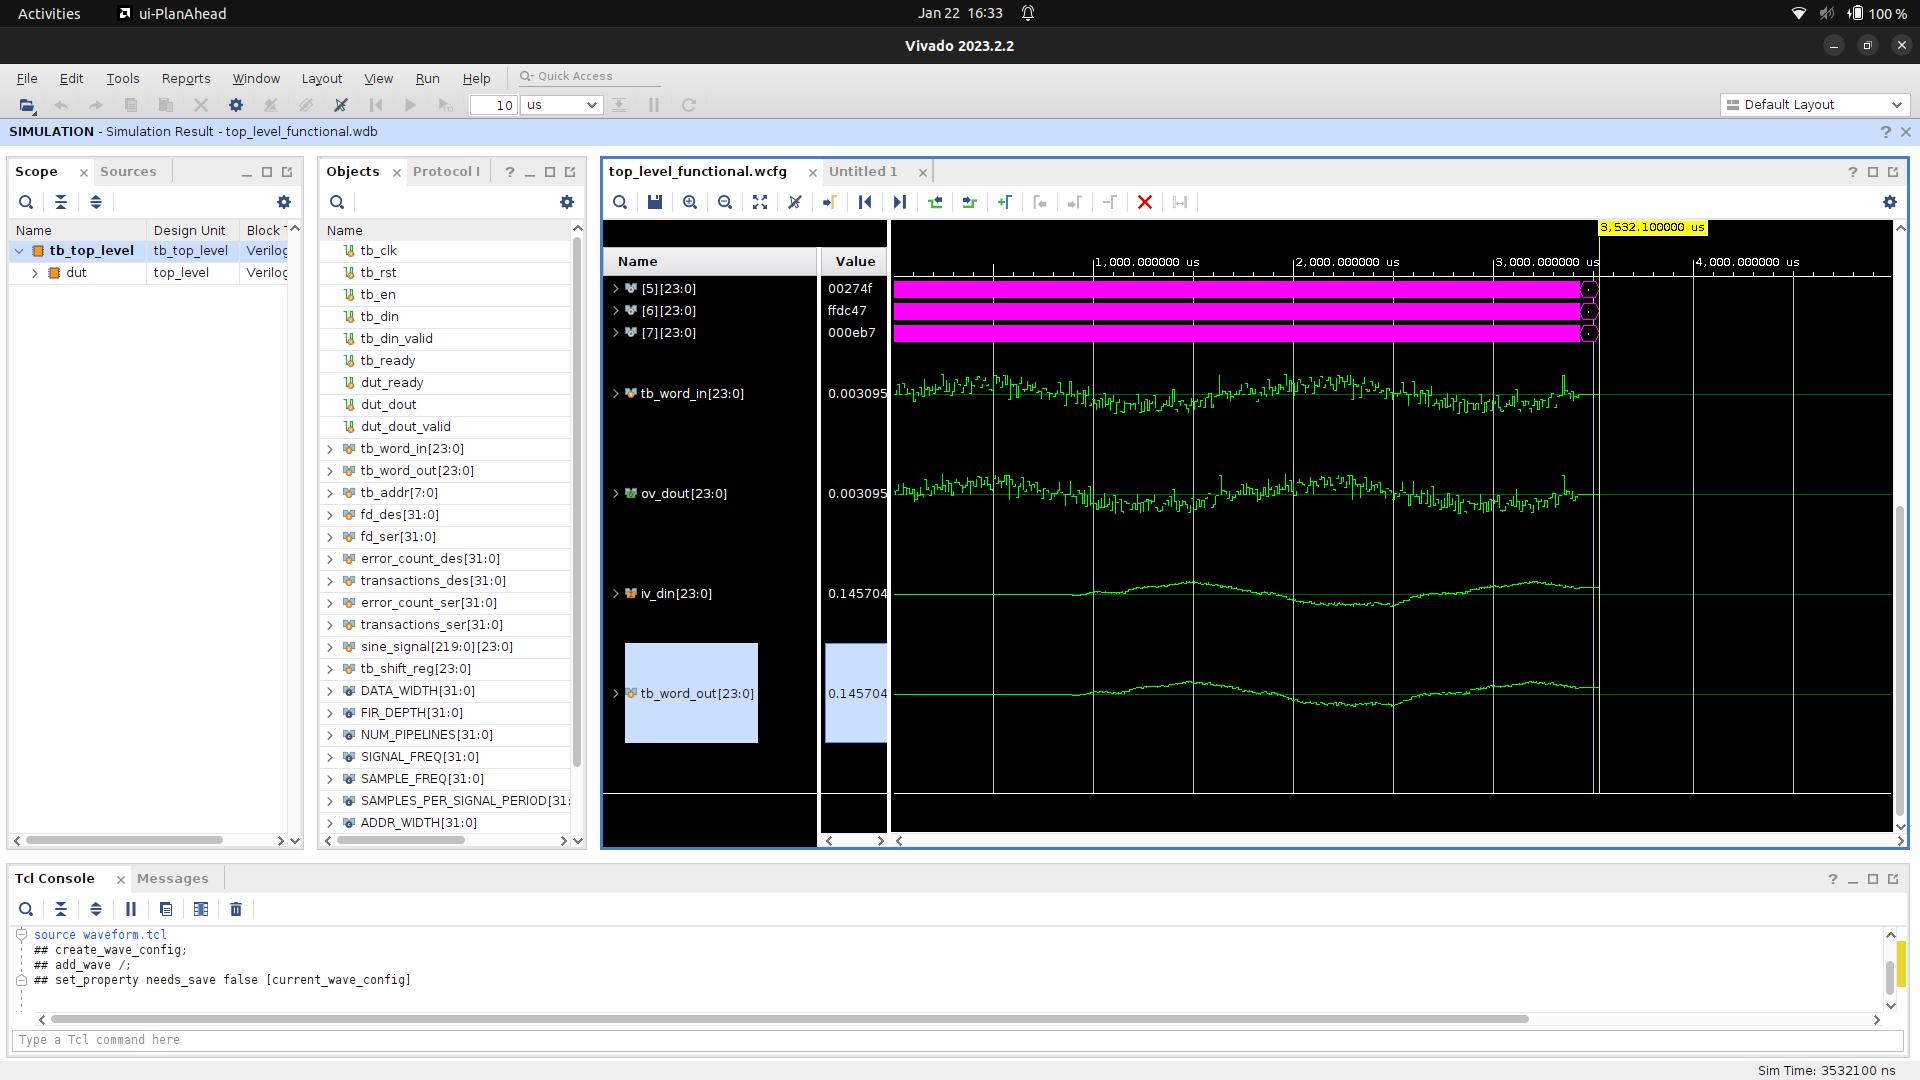 Activities
ui-PlanAhead
Jan 22 16:33
100 %
Vivado 2023.2.2
File Edit Tools Reports Window Layout View Run Help
Quick Access
10 us
Default Layout
SIMULATION - Simulation Result - top_level_functional.wdb
?
Scope Sources
Name Design Unit Block T
tb_top_level tb_top_level Verilog
dut top_level Verilog
Objects Protocol I ?
Name
tb_clk
tb_rst
tb_en
tb_din
tb_din_valid
tb_ready
dut_ready
dut_dout
dut_dout_valid
tb_word_in[23:0]
tb_word_out[23:0]
tb_addr[7:0]
fd_des[31:0]
fd_ser[31:0]
error_count_des[31:0]
transactions_des[31:0]
error_count_ser[31:0]
transactions_ser[31:0]
sine_signal[219:0][23:0]
tb_shift_reg[23:0]
DATA_WIDTH[31:0]
FIR_DEPTH[31:0]
NUM_PIPELINES[31:0]
SIGNAL_FREQ[31:0]
SAMPLE_FREQ[31:0]
SAMPLES_PER_SIGNAL_PERIOD[31:
ADDR_WIDTH[31:0]
top_level_functional.wcfg Untitled 1 ?
3,532.100000 us
Name Value
1,000.000000 us 2,000.000000 us 3,000.000000 us 4,000.000000 us
[5][23:0] 00274f
[6][23:0] ffdc47
[7][23:0] 000eb7
tb_word_in[23:0] 0.003095
ov_dout[23:0] 0.003095
iv_din[23:0] 0.145704
tb_word_out[23:0] 0.145704
Tcl Console Messages ?
source waveform.tcl
## create_wave_config;
## add_wave /;
## set_property needs_save false [current_wave_config]
Type a Tcl command here
Sim Time: 3532100 ns